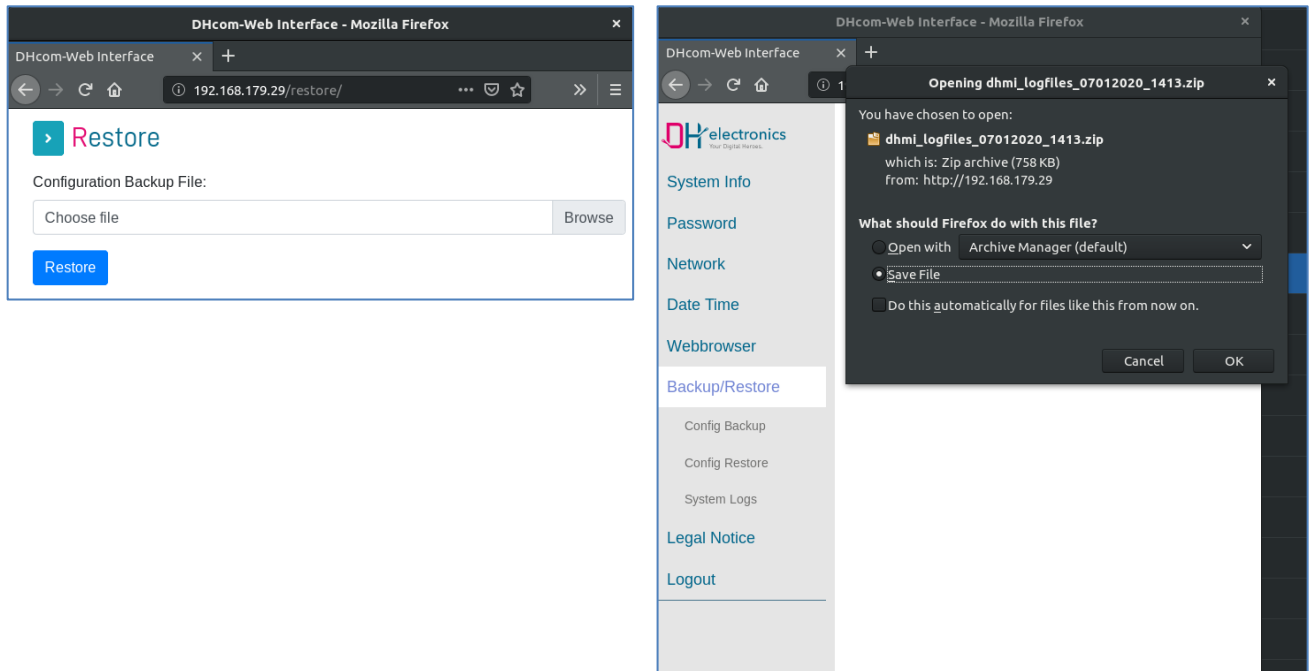 DHcom-Web Interface - Mozilla Firefox
DHcom-Web Interface
192.168.179.29/restore/
Restore
Configuration Backup File:
Choose file Browse
Restore
DHcom-Web Interface - Mozilla Firefox
DHcom-Web Interface
1
DH electronics
Your Digital Heroes.
System Info
Password
Network
Date Time
Webbrowser
Backup/Restore
Config Backup
Config Restore
System Logs
Legal Notice
Logout
Opening dhmi_logfiles_07012020_1413.zip
You have chosen to open:
dhmi_logfiles_07012020_1413.zip
which is: Zip archive (758 KB)
from: http://192.168.179.29
What should Firefox do with this file?
Open with Archive Manager (default)
Save File
Do this automatically for files like this from now on.
Cancel OK